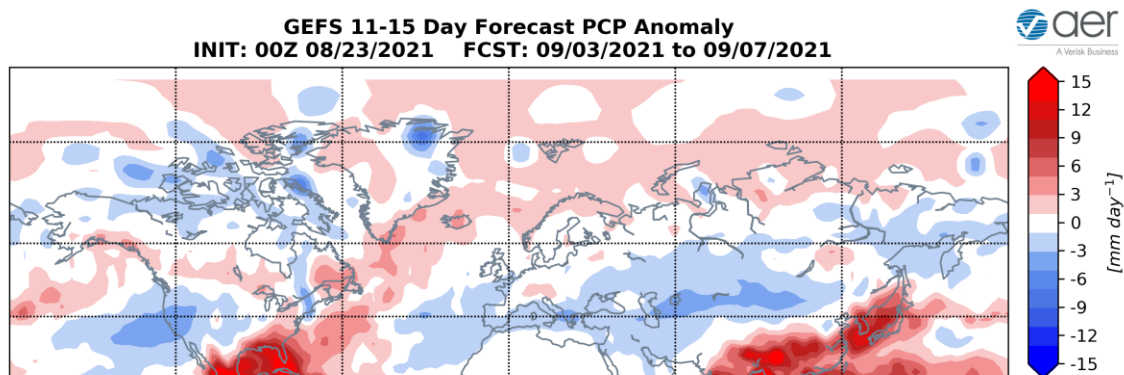 GEFS 11-15 Day Forecast PCP Anomaly
INIT: 00Z 08/23/2021 FCST: 09/03/2021 to 09/07/2021
aer
A Verisk Business
15
12
9
6
3
0
-3
-6
-9
-12
-15
[mm day⁻¹]